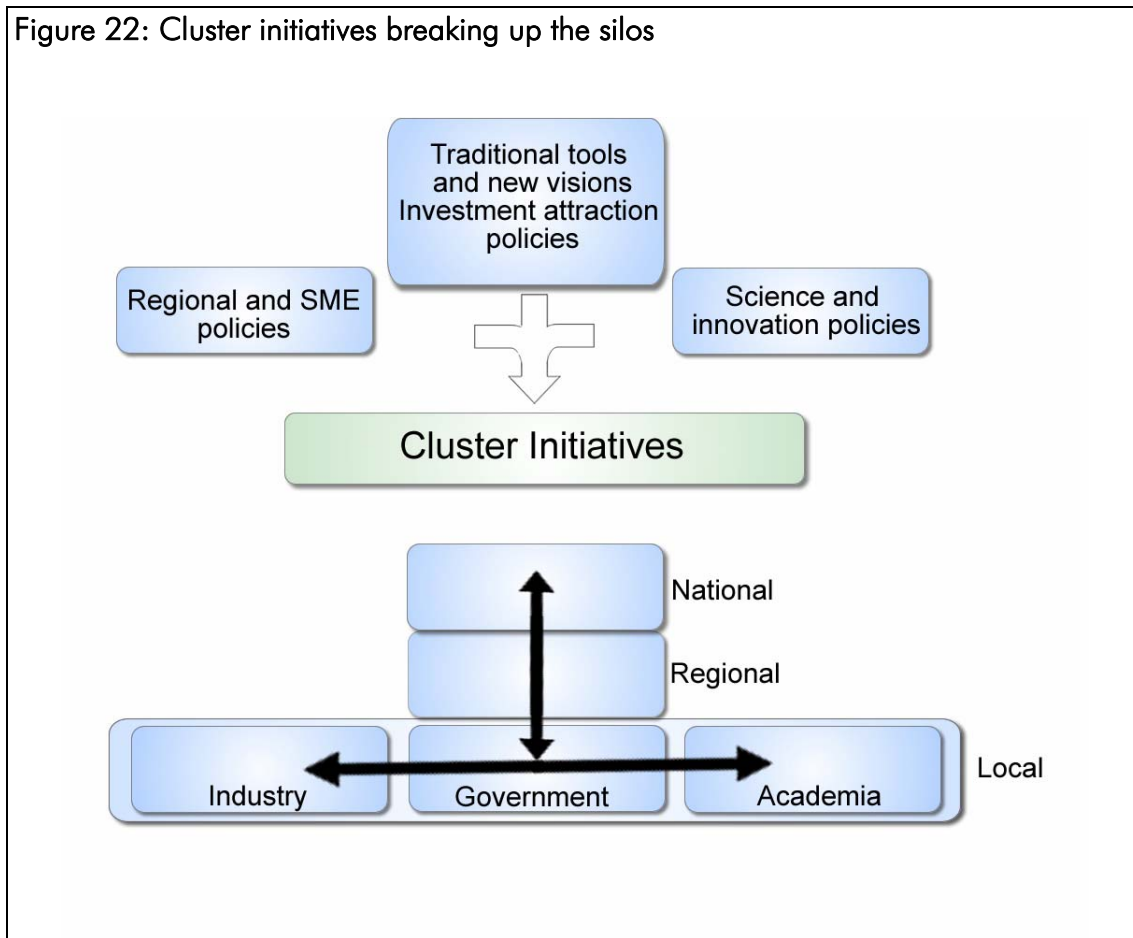 Figure 22: Cluster initiatives breaking up the silos
Traditional tools
and new visions
Investment attraction
policies
Regional and SME
policies
Science and
innovation policies
Cluster Initiatives
National
Regional
Local
Industry
Government
Academia